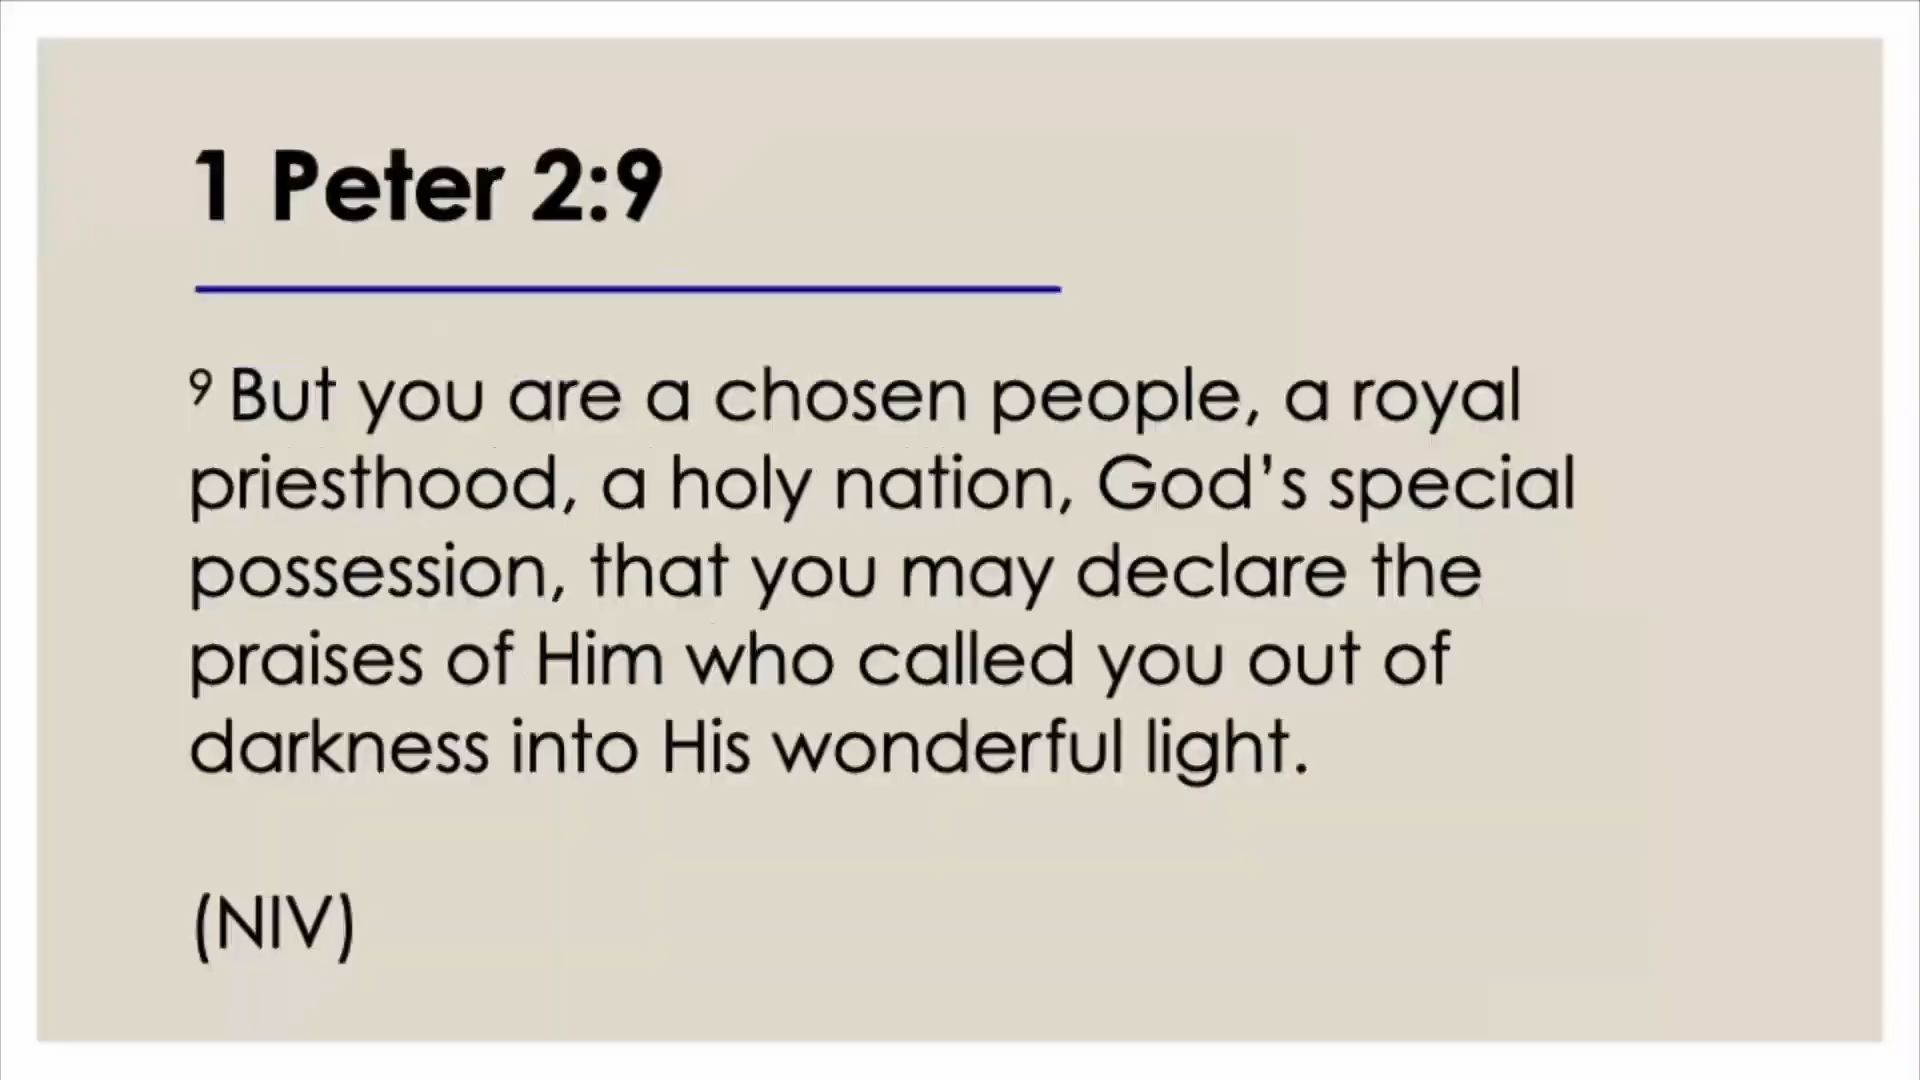 1 Peter 2:9
⁹ But you are a chosen people, a royal
priesthood, a holy nation, God’s special
possession, that you may declare the
praises of Him who called you out of
darkness into His wonderful light.
(NIV)